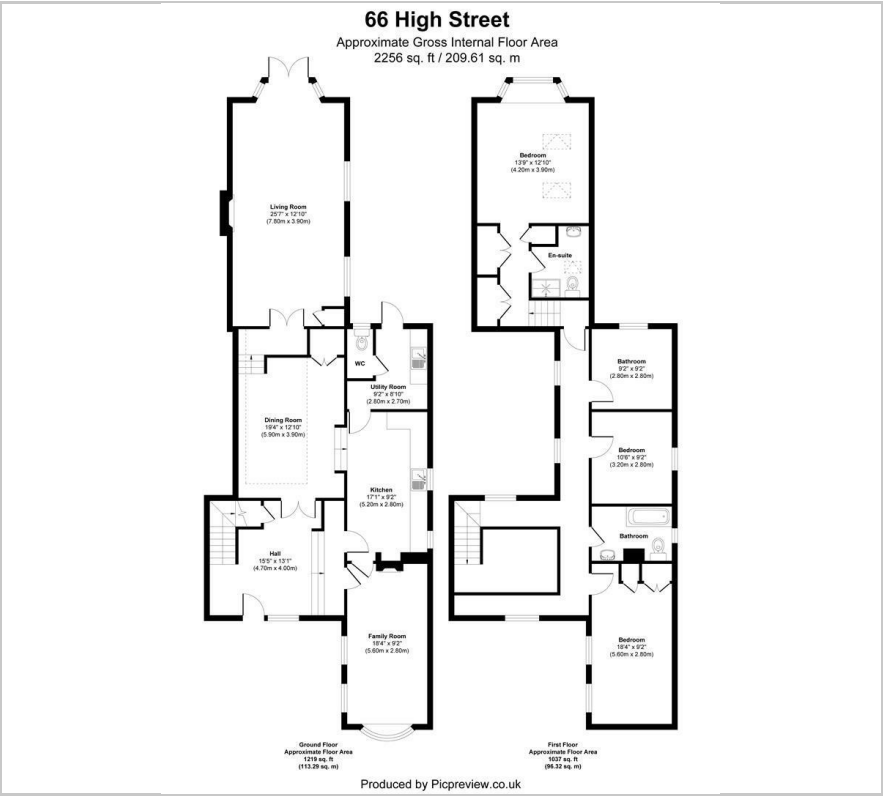 66 High Street
Approximate Gross Internal Floor Area
2256 sq. ft / 209.61 sq. m
Living Room
25'7" x 12'10"
(7.80m x 3.90m)
WC
Utility Room
9'2" x 8'10"
(2.80m x 2.70m)
Dining Room
19'4" x 12'10"
(5.90m x 3.90m)
Kitchen
17'1" x 9'2"
(5.20m x 2.80m)
Hall
15'5" x 13'1"
(4.70m x 4.00m)
Family Room
18'4" x 9'2"
(5.60m x 2.80m)
Ground Floor
Approximate Floor Area
1219 sq. ft
(113.29 sq. m)
Bedroom
13'9" x 12'10"
(4.20m x 3.90m)
En-suite
Bathroom
9'2" x 9'2"
(2.80m x 2.80m)
Bedroom
10'6" x 9'2"
(3.20m x 2.80m)
Bathroom
Bedroom
18'4" x 9'2"
(5.60m x 2.80m)
First Floor
Approximate Floor Area
1037 sq. ft
(96.32 sq. m)
Produced by Picpreview.co.uk